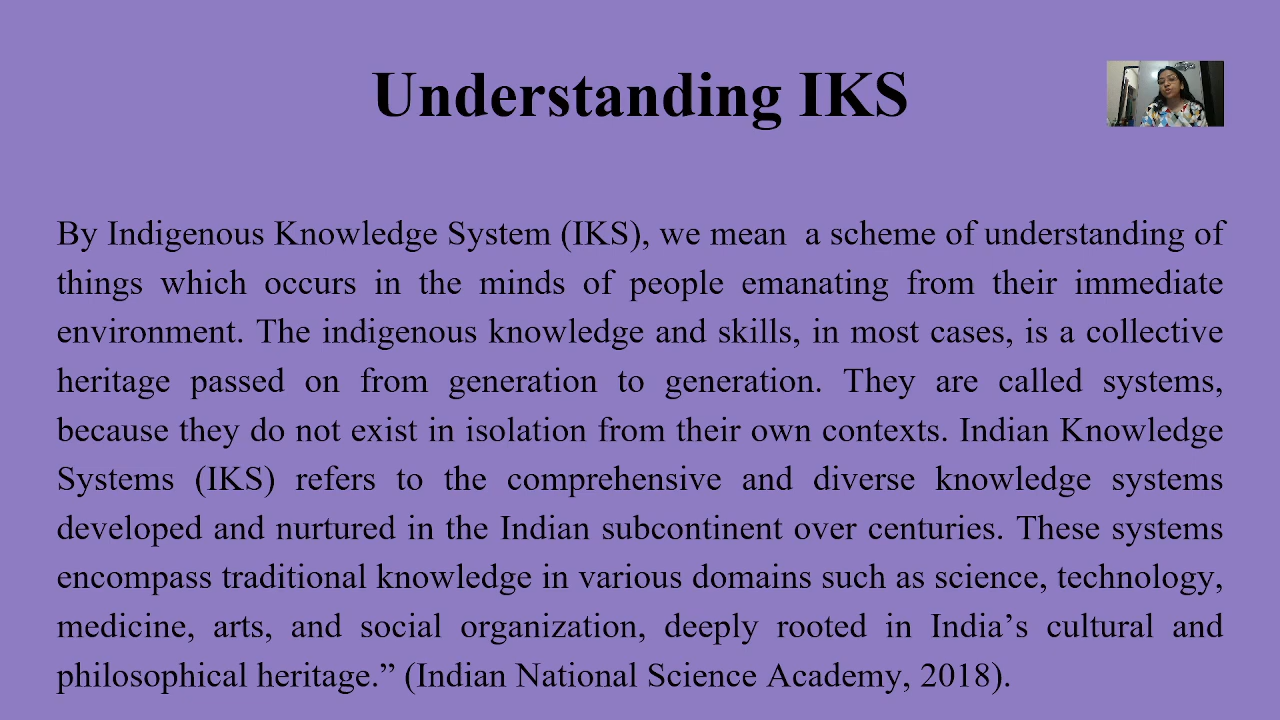 Understanding IKS
By Indigenous Knowledge System (IKS), we mean  a scheme of understanding of
things which occurs in the minds of people emanating from their immediate
environment. The indigenous knowledge and skills, in most cases, is a collective
heritage passed on from generation to generation. They are called systems,
because they do not exist in isolation from their own contexts. Indian Knowledge
Systems (IKS) refers to the comprehensive and diverse knowledge systems
developed and nurtured in the Indian subcontinent over centuries. These systems
encompass traditional knowledge in various domains such as science, technology,
medicine, arts, and social organization, deeply rooted in India’s cultural and
philosophical heritage.” (Indian National Science Academy, 2018).